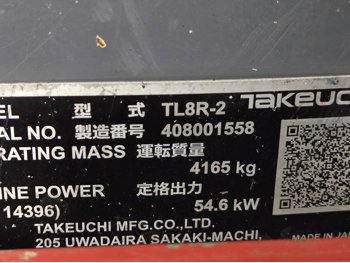 EL 型 式 TL8R-2 TAKEUC
AL NO. 製造番号 408001558
RATING MASS 運転質量
4165 kg
INE POWER 定格出力
14396) 54.6 kW
TAKEUCHI MFG.CO.,LTD.
205 UWADAIRA SAKAKI-MACHI,
MADE IN JAP